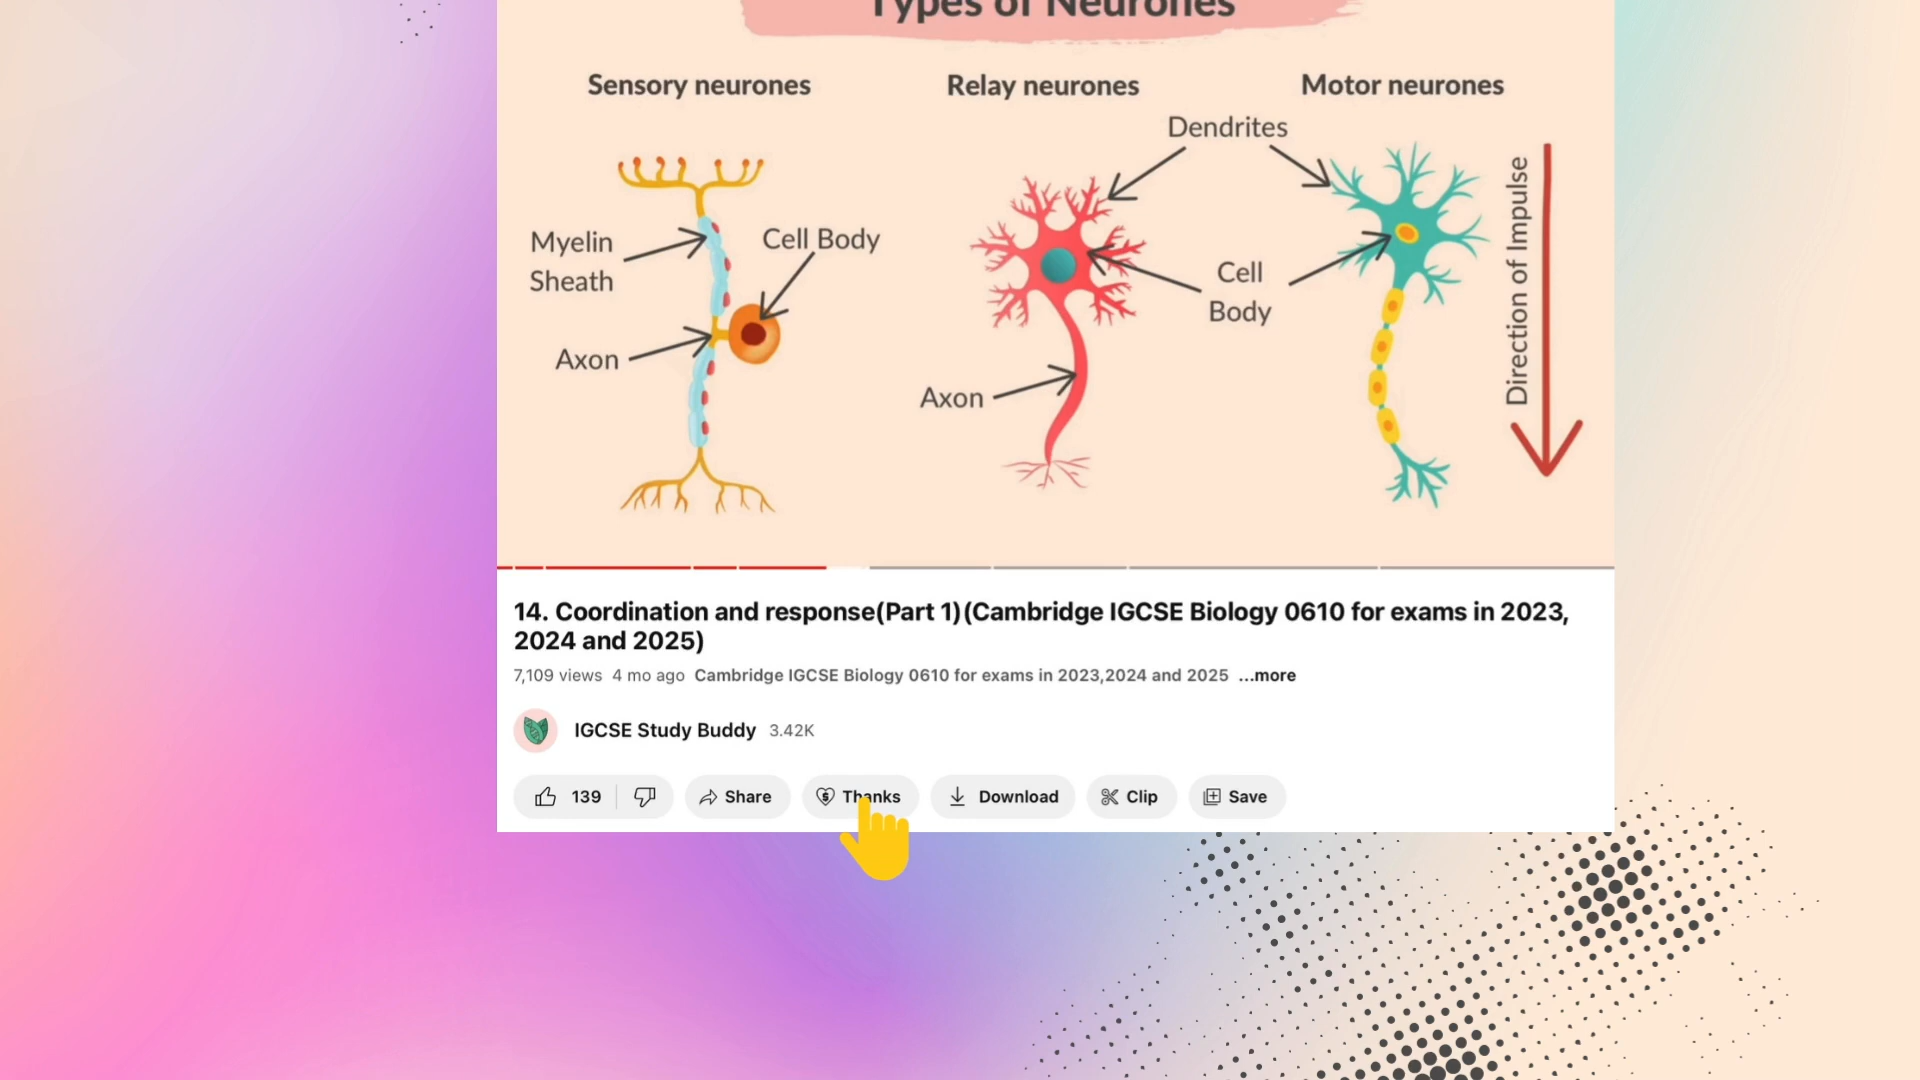 Types of Neurones
Sensory neurones
Relay neurones
Motor neurones
Dendrites
Myelin
Sheath
Cell Body
Cell
Body
Axon
Axon
Direction of Impulse
14. Coordination and response(Part 1)(Cambridge IGCSE Biology 0610 for exams in 2023,
2024 and 2025)
7,109 views 4 mo ago Cambridge IGCSE Biology 0610 for exams in 2023,2024 and 2025 ...more
IGCSE Study Buddy 3.42K
139 Share Thanks Download Clip Save